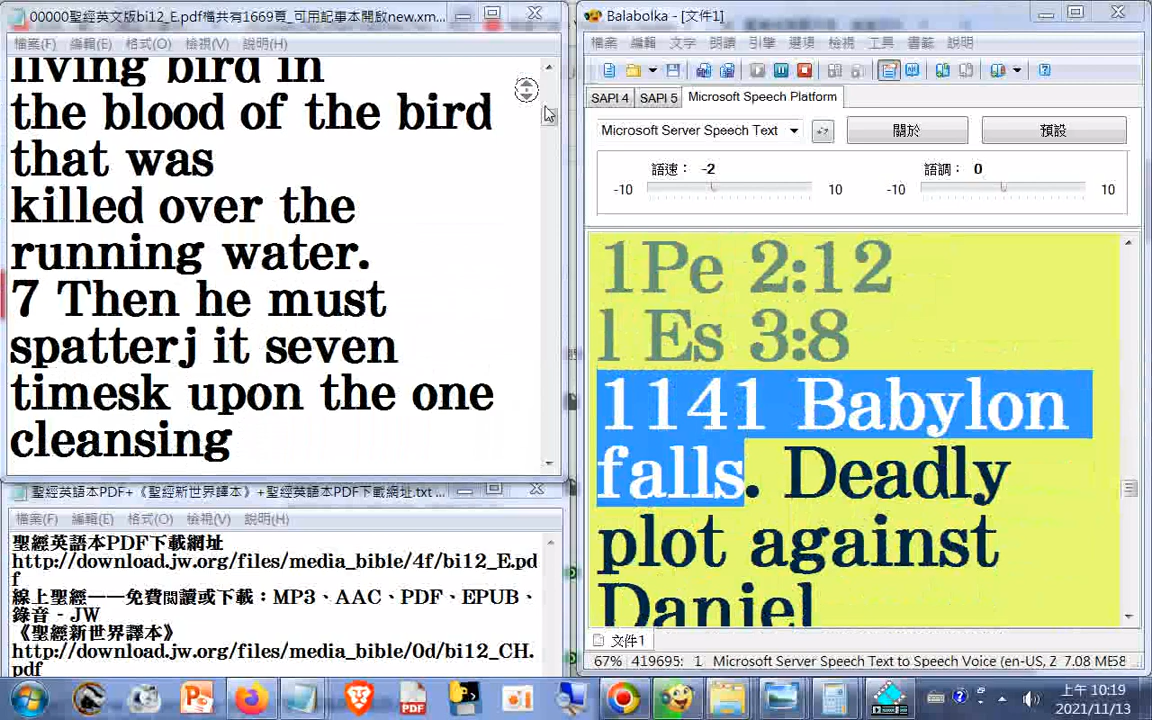 00000聖經英文版bi12_E.pdf檔共有1669頁_可用記事本開啟new.xm...
檔案(F) 編輯(E) 格式(O) 檢視(V) 說明(H)
living bird in
the blood of the bird
that was
killed over the
running water.
7 Then he must
spatterj it seven
timesk upon the one
cleansing
聖經英語本PDF+《聖經新世界譯本》+聖經英語本PDF下載網址.txt ...
檔案(F) 編輯(E) 格式(O) 檢視(V) 說明(H)
聖經英語本PDF下載網址
http://download.jw.org/files/media_bible/4f/bi12_E.pd
f
線上聖經——免費閱讀或下載：MP3、AAC、PDF、EPUB、
錄音 - JW
《聖經新世界譯本》
http://download.jw.org/files/media_bible/0d/bi12_CH.
pdf
Balabolka - [文件1]
檔案 編輯 文字 朗讀 引擎 選項 檢視 工具 書籤 說明
SAPI 4 SAPI 5 Microsoft Speech Platform
Microsoft Server Speech Text 關於 預設
語速： -2 語調： 0
-10 10 -10 10
1Pe 2:12
1 Es 3:8
1141 Babylon
falls. Deadly
plot against
Daniel
文件1
67% 419695: 1 Microsoft Server Speech Text to Speech Voice (en-US, Z 7.08 ME58
上午 10:19
2021/11/13